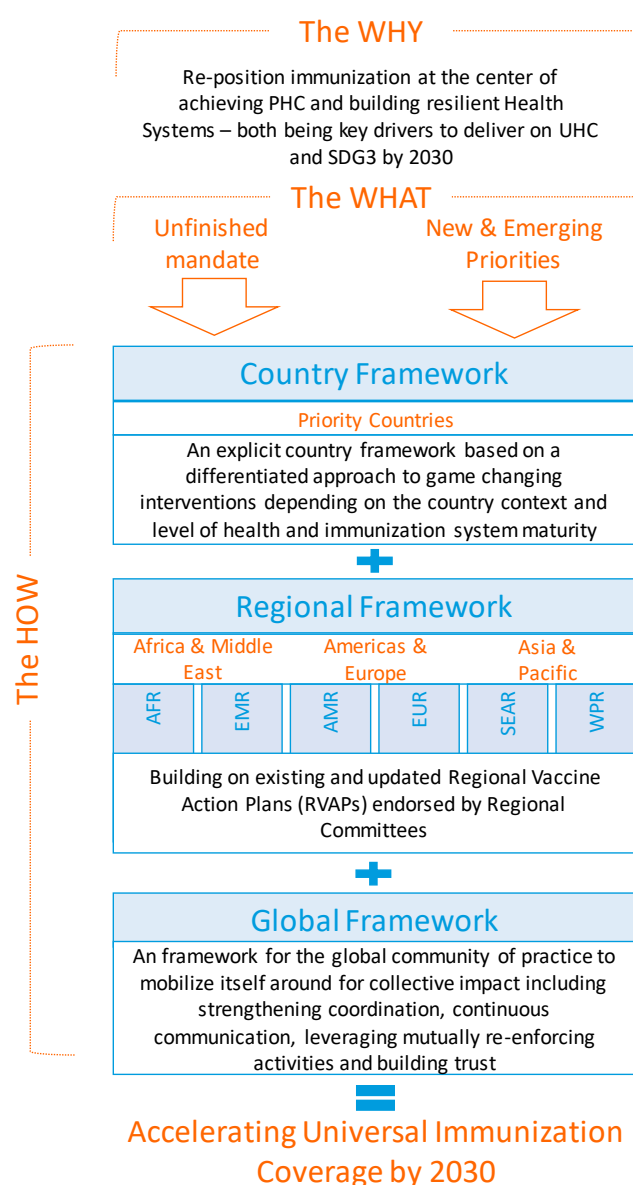 The WHY
Re-position immunization at the center of
achieving PHC and building resilient Health
Systems – both being key drivers to deliver on UHC
and SDG3 by 2030
The WHAT
Unfinished
mandate
New & Emerging
Priorities
The HOW
Country Framework
Priority Countries
An explicit country framework based on a
differentiated approach to game changing
interventions depending on the country context and
level of health and immunization system maturity
Regional Framework
Africa & Middle
East
Americas &
Europe
Asia &
Pacific
AFR
EMR
AMR
EUR
SEAR
WPR
Building on existing and updated Regional Vaccine
Action Plans (RVAPs) endorsed by Regional
Committees
Global Framework
An framework for the global community of practice to
mobilize itself around for collective impact including
strengthening coordination, continuous
communication, leveraging mutually re-enforcing
activities and building trust
Accelerating Universal Immunization
Coverage by 2030